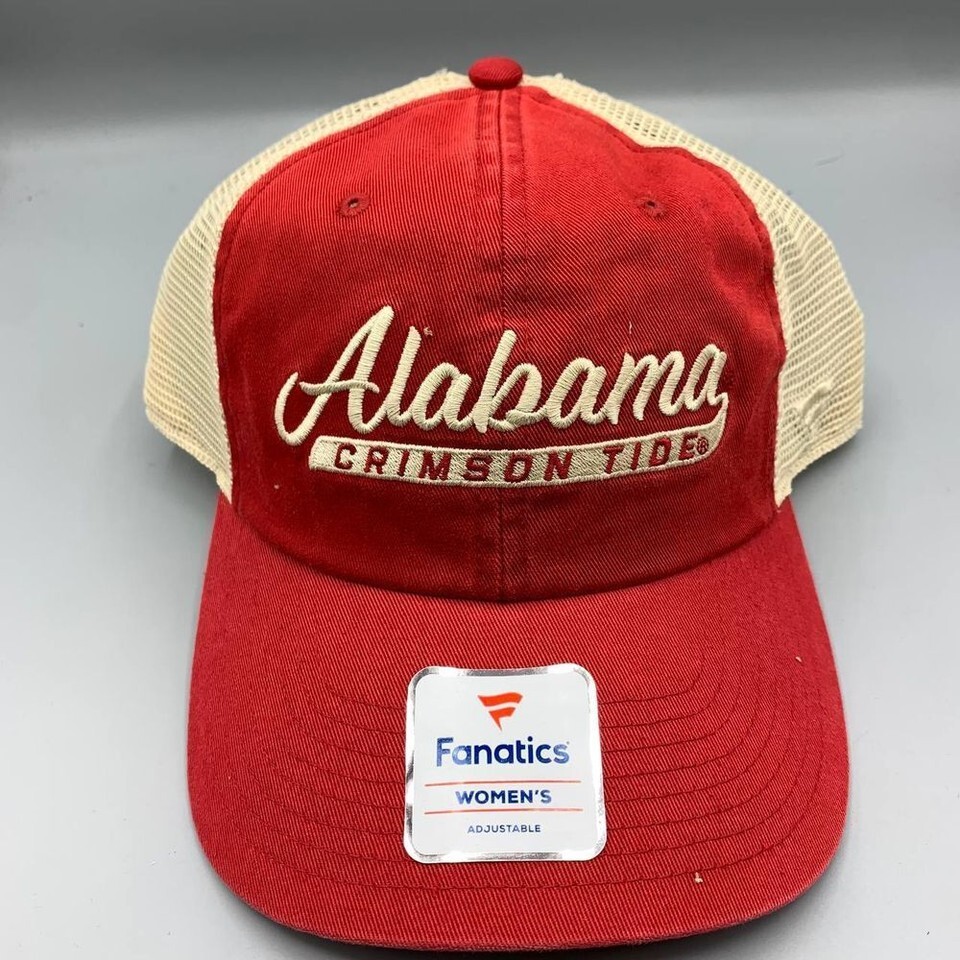 Alabama
CRIMSON TIDE®
Fanatics
WOMEN'S
ADJUSTABLE